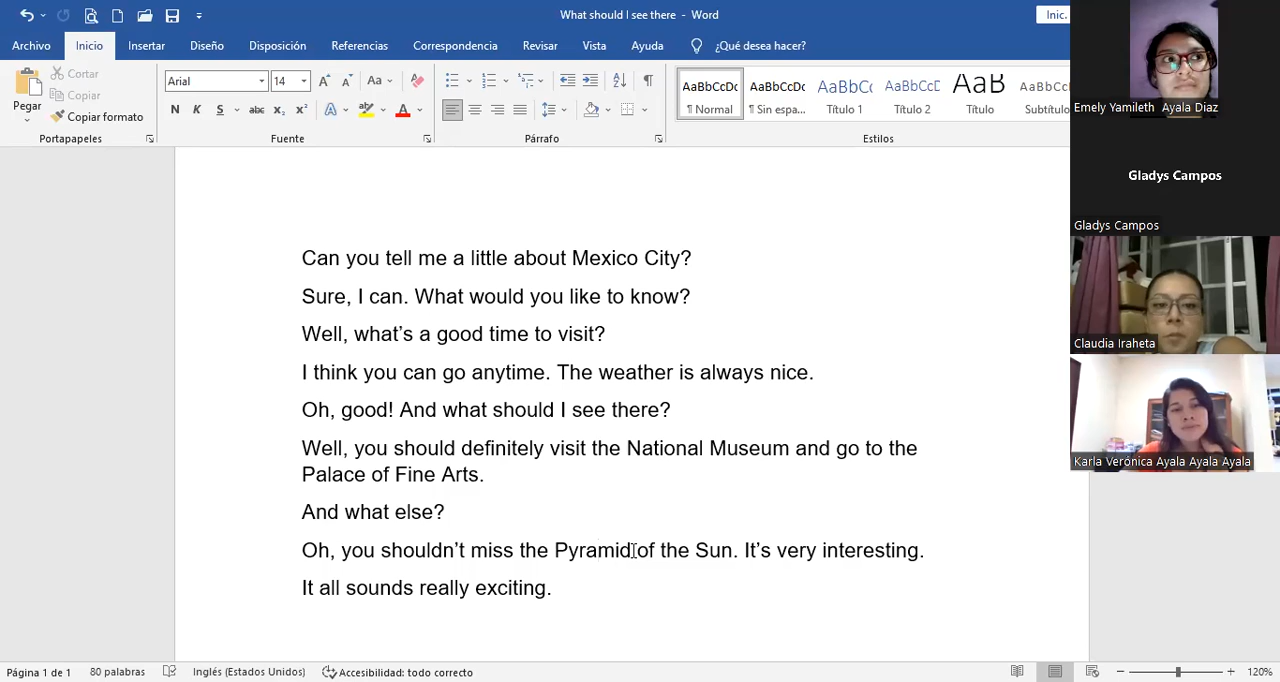 What should I see there - Word
Inic.
Archivo Inicio Insertar Diseño Disposición Referencias Correspondencia Revisar Vista Ayuda ¿Qué desea hacer?
Pegar
Cortar
Copiar
Copiar formato
Portapapeles
Arial 14
Aa
N K S abc x₂ x² A A
Fuente
Párrafo
AaBbCcDc AaBbCcDc AaBbCc AaBbCcD AaB AaBbCc
¶ Normal ¶ Sin espa... Título 1 Título 2 Título Subtítulo
Estilos
Can you tell me a little about Mexico City?
Sure, I can. What would you like to know?
Well, what’s a good time to visit?
I think you can go anytime. The weather is always nice.
Oh, good! And what should I see there?
Well, you should definitely visit the National Museum and go to the
Palace of Fine Arts.
And what else?
Oh, you shouldn’t miss the Pyramid of the Sun. It’s very interesting.
It all sounds really exciting.
Emely Yamileth Ayala Diaz
Gladys Campos
Gladys Campos
Claudia Iraheta
Karla Verónica Ayala Ayala Ayala
Página 1 de 1 80 palabras Inglés (Estados Unidos) Accesibilidad: todo correcto 120%